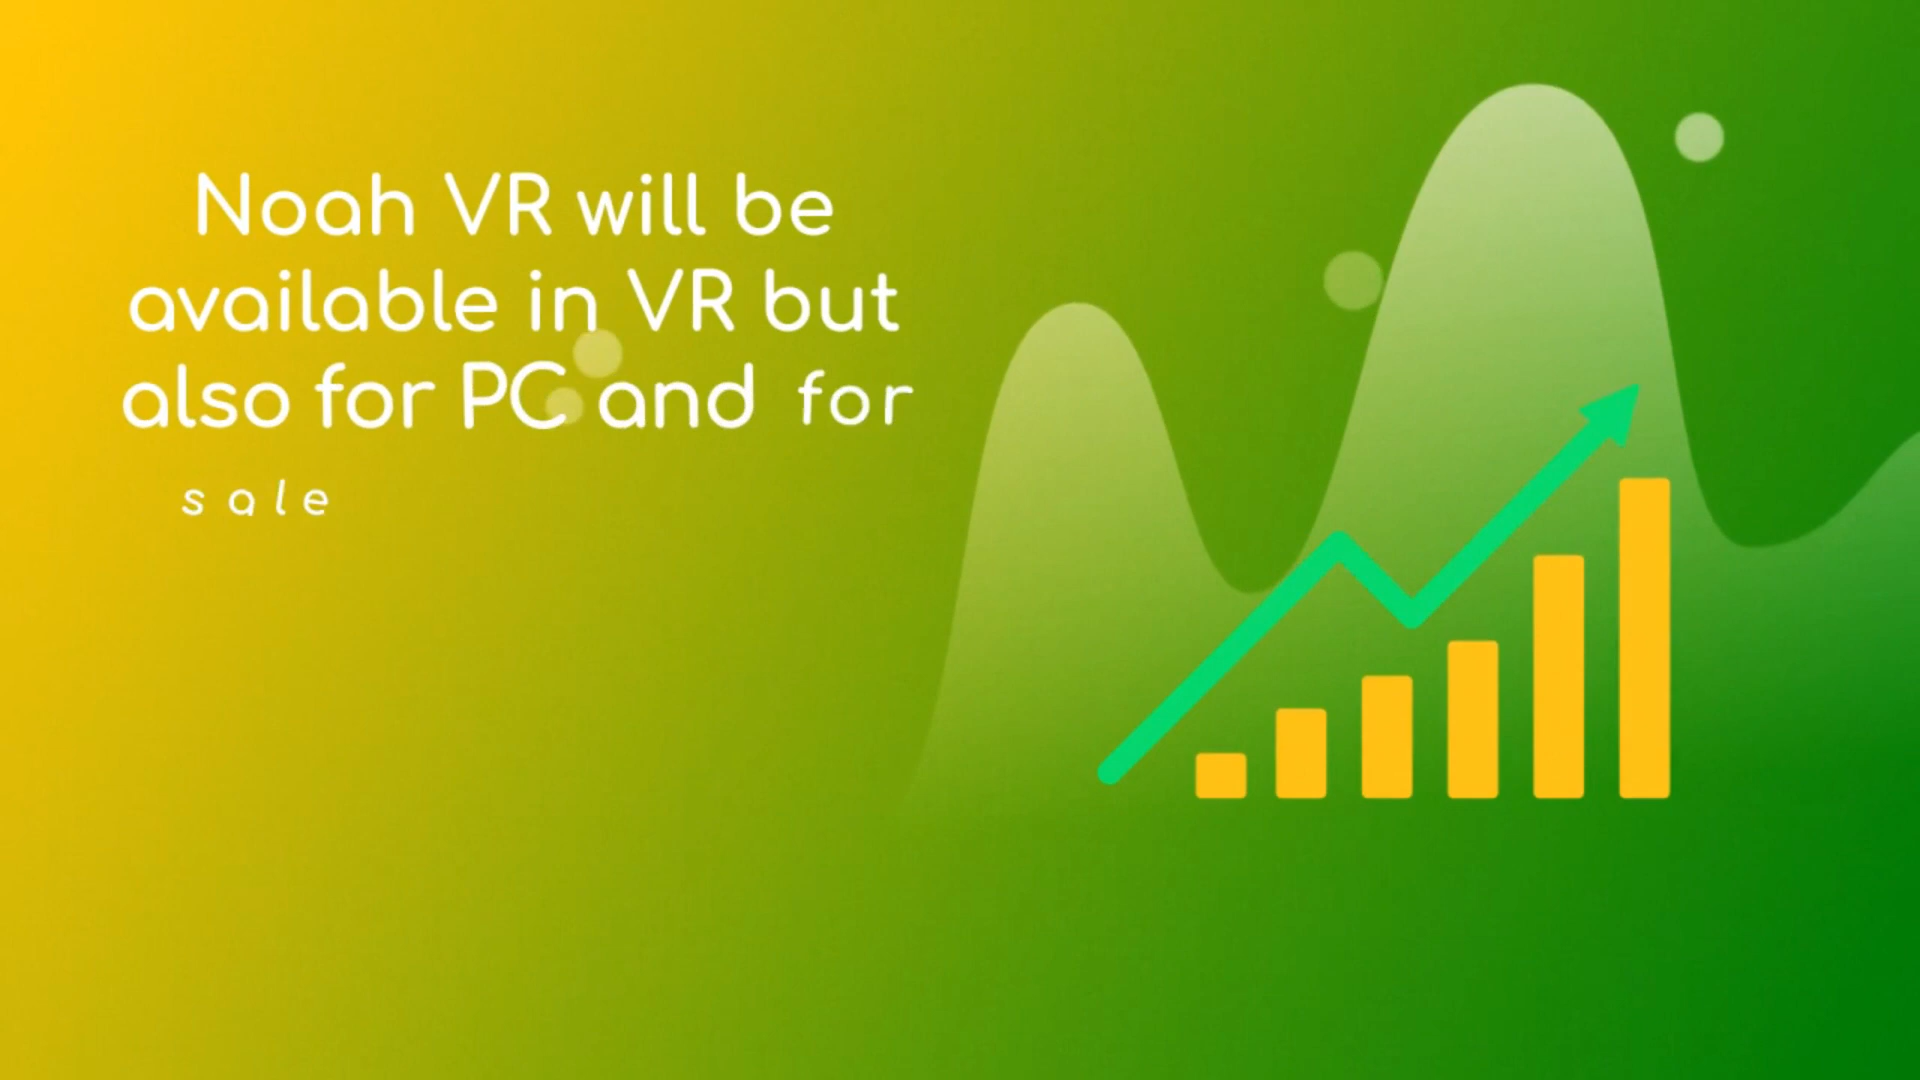 Noah VR will be
available in VR but
also for PC and for
sale